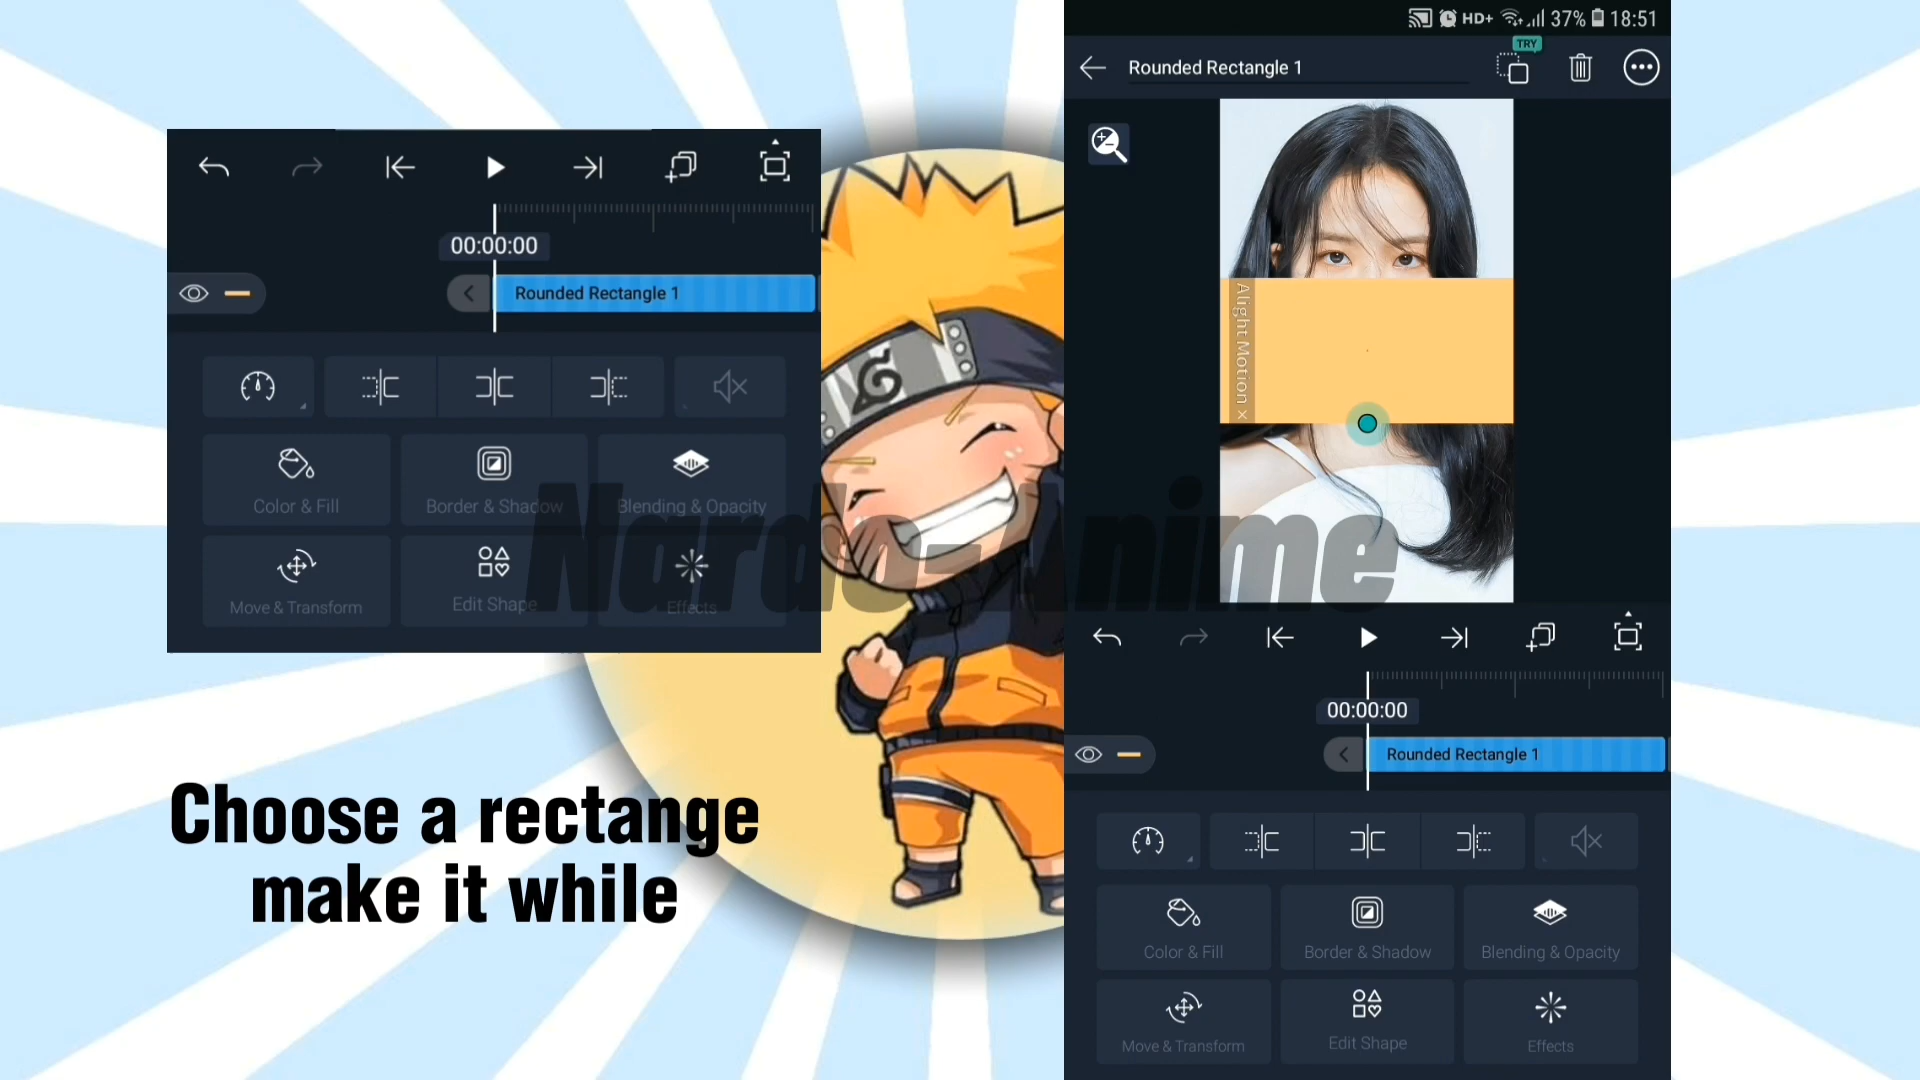 00:00:00
Rounded Rectangle 1
Color & Fill
Border & Shadow
Blending & Opacity
Move & Transform
Edit Shape
Effects
Choose a rectange
make it while
Nardo-Anime
HD+ 37% 18:51
TRY
Rounded Rectangle 1
Alight Motion ×
00:00:00
Rounded Rectangle 1
Color & Fill
Border & Shadow
Blending & Opacity
Move & Transform
Edit Shape
Effects